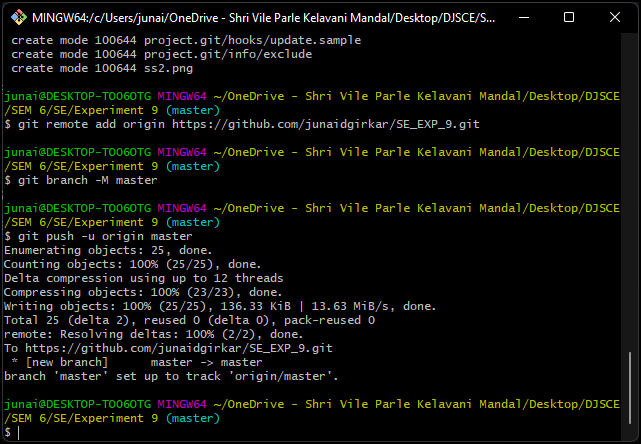 MINGW64:/c/Users/junai/OneDrive - Shri Vile Parle Kelavani Mandal/Desktop/DJSCE/S...
create mode 100644 project.git/hooks/update.sample
create mode 100644 project.git/info/exclude
create mode 100644 ss2.png
junai@DESKTOP-TOO6OTG MINGW64 ~/OneDrive - Shri Vile Parle Kelavani Mandal/Desktop/DJSCE
/SEM 6/SE/Experiment 9 (master)
$ git remote add origin https://github.com/junaidgirkar/SE_EXP_9.git
junai@DESKTOP-TOO6OTG MINGW64 ~/OneDrive - Shri Vile Parle Kelavani Mandal/Desktop/DJSCE
/SEM 6/SE/Experiment 9 (master)
$ git branch -M master
junai@DESKTOP-TOO6OTG MINGW64 ~/OneDrive - Shri Vile Parle Kelavani Mandal/Desktop/DJSCE
/SEM 6/SE/Experiment 9 (master)
$ git push -u origin master
Enumerating objects: 25, done.
Counting objects: 100% (25/25), done.
Delta compression using up to 12 threads
Compressing objects: 100% (23/23), done.
Writing objects: 100% (25/25), 136.33 KiB | 13.63 MiB/s, done.
Total 25 (delta 2), reused 0 (delta 0), pack-reused 0
remote: Resolving deltas: 100% (2/2), done.
To https://github.com/junaidgirkar/SE_EXP_9.git
 * [new branch]      master -> master
branch 'master' set up to track 'origin/master'.
junai@DESKTOP-TOO6OTG MINGW64 ~/OneDrive - Shri Vile Parle Kelavani Mandal/Desktop/DJSCE
/SEM 6/SE/Experiment 9 (master)
$